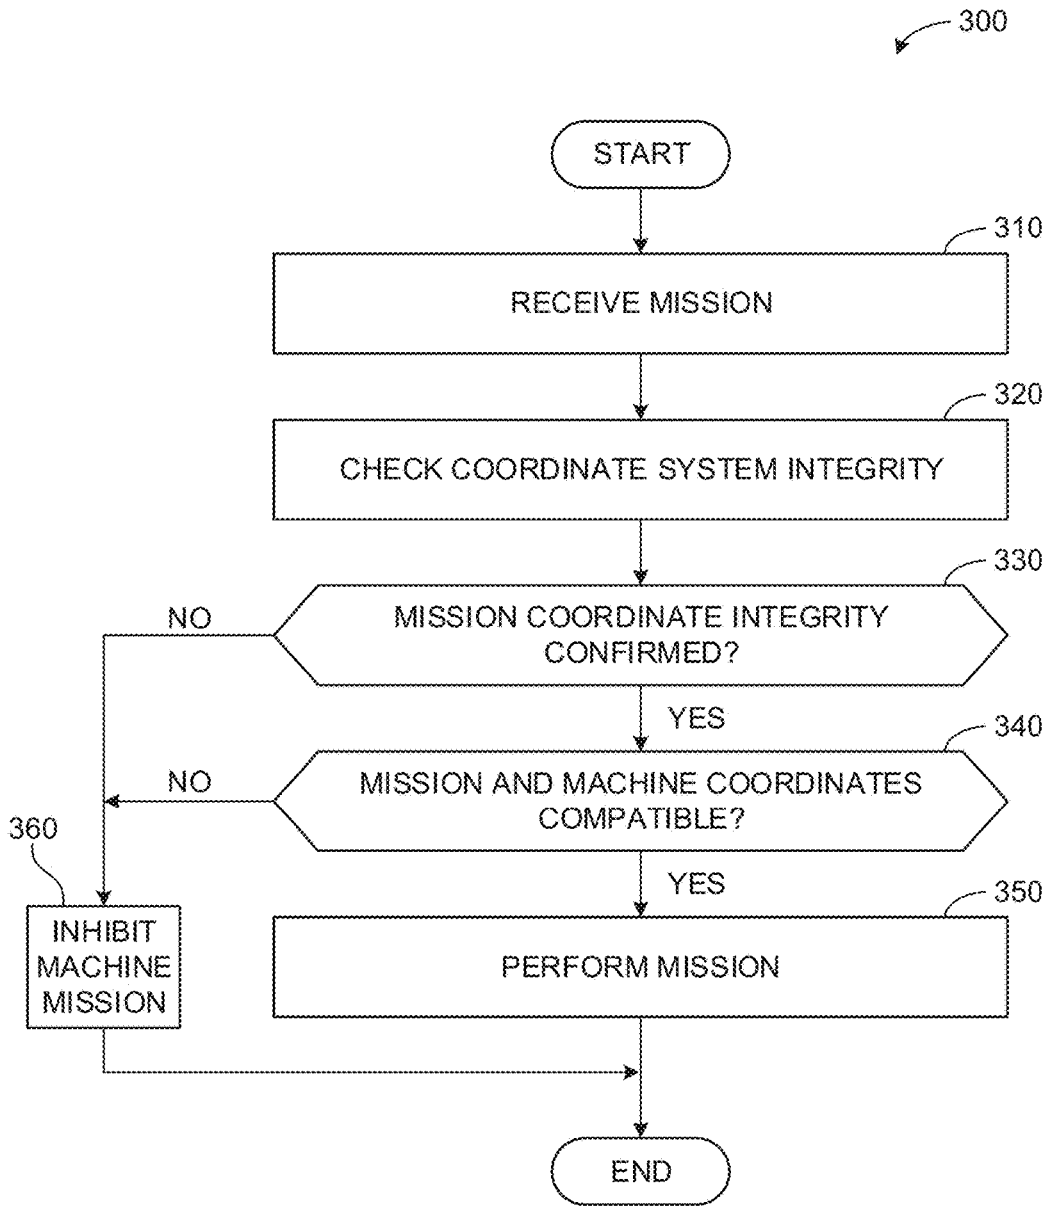 300
START
310
RECEIVE MISSION
320
CHECK COORDINATE SYSTEM INTEGRITY
330
NO
MISSION COORDINATE INTEGRITY
CONFIRMED?
YES
340
NO
MISSION AND MACHINE COORDINATES
COMPATIBLE?
360
YES
350
INHIBIT
MACHINE
MISSION
PERFORM MISSION
END